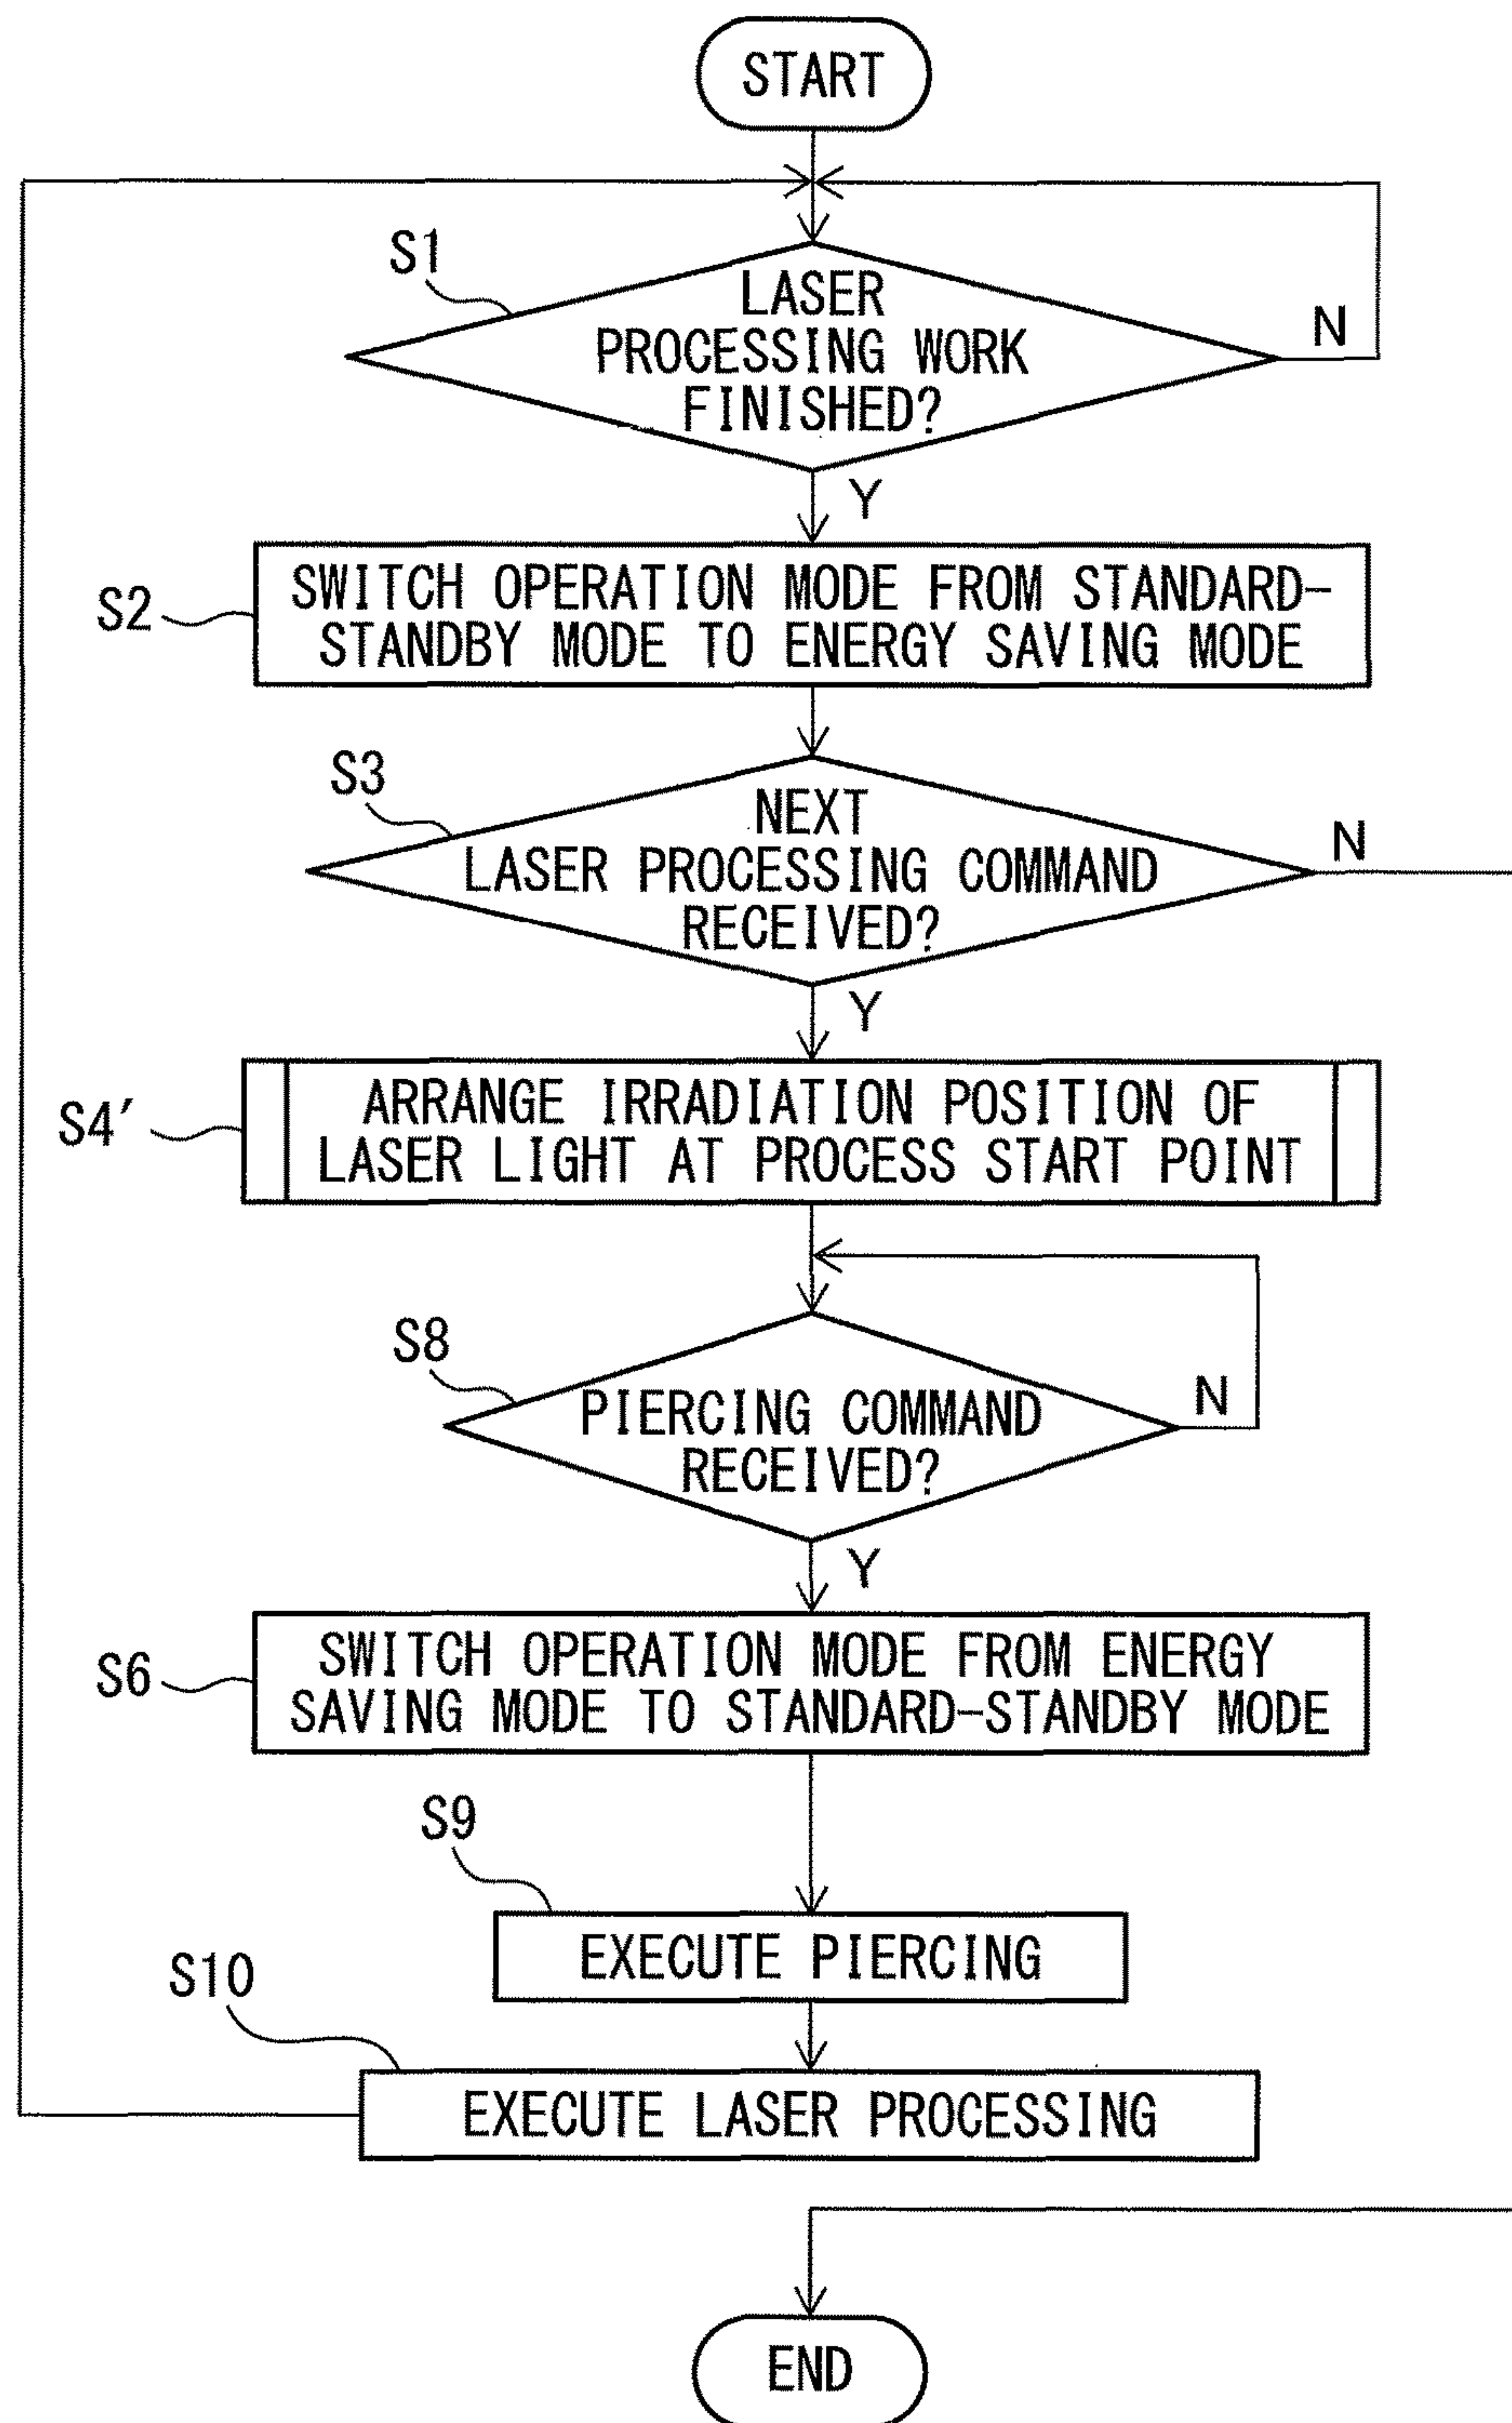 START
S1
LASER
PROCESSING WORK
FINISHED?
N
Y
S2
SWITCH OPERATION MODE FROM STANDARD-
STANDBY MODE TO ENERGY SAVING MODE
S3
NEXT
LASER PROCESSING COMMAND
RECEIVED?
N
Y
S4′
ARRANGE IRRADIATION POSITION OF
LASER LIGHT AT PROCESS START POINT
S8
PIERCING COMMAND
RECEIVED?
N
Y
S6
SWITCH OPERATION MODE FROM ENERGY
SAVING MODE TO STANDARD-STANDBY MODE
S9
EXECUTE PIERCING
S10
EXECUTE LASER PROCESSING
END